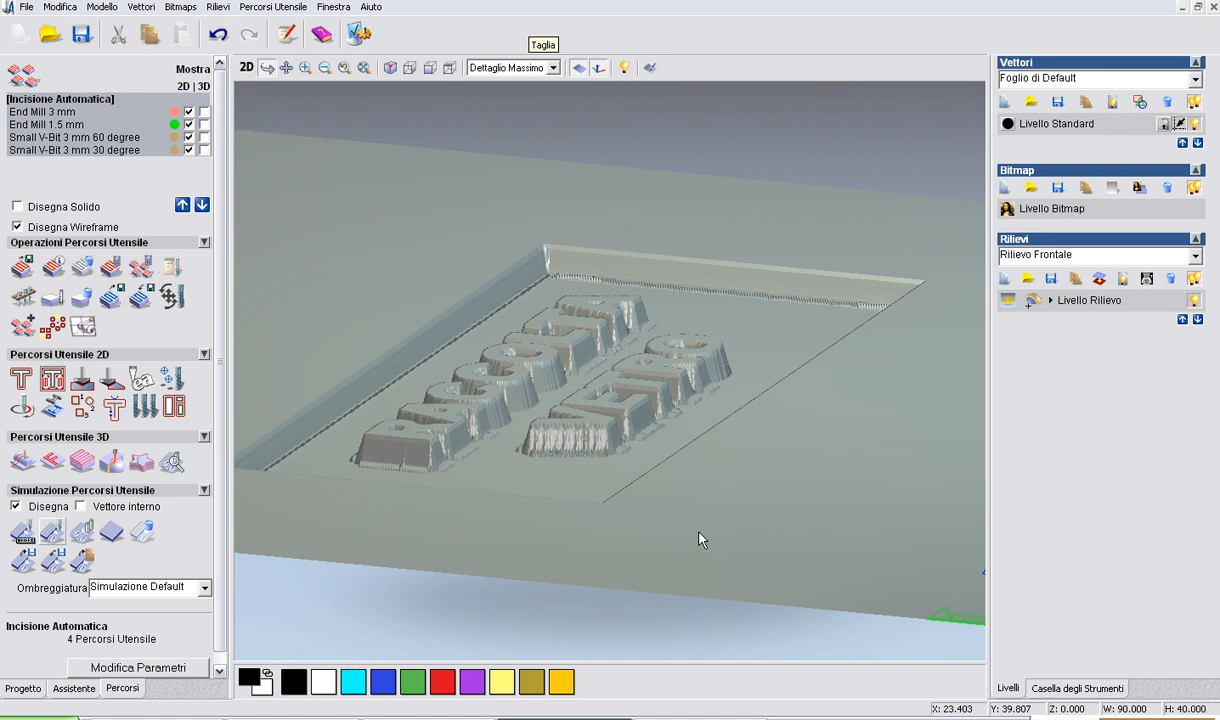 File Modifica Modello Vettori Bitmaps Rilievi Percorsi Utensile Finestra Aiuto
Taglia
Mostra
2D | 3D
[Incisione Automatica]
End Mill 3 mm
End Mill 1.5 mm
Small V-Bit 3 mm 60 degree
Small V-Bit 3 mm 30 degree
Disegna Solido
Disegna Wireframe
Operazioni Percorsi Utensile
Percorsi Utensile 2D
Percorsi Utensile 3D
Simulazione Percorsi Utensile
Disegna Vettore interno
Ombreggiatura Simulazione Default
Incisione Automatica
4 Percorsi Utensile
Modifica Parametri
Progetto Assistente Percorsi
2D Dettaglio Massimo
Vettori
Foglio di Default
Livello Standard
Bitmap
Livello Bitmap
Rilievi
Rilievo Frontale
Livello Rilievo
Livelli Casella degli Strumenti
X: 23.403 Y: 39.807 Z: 0.000 W: 90.000 H: 40.000